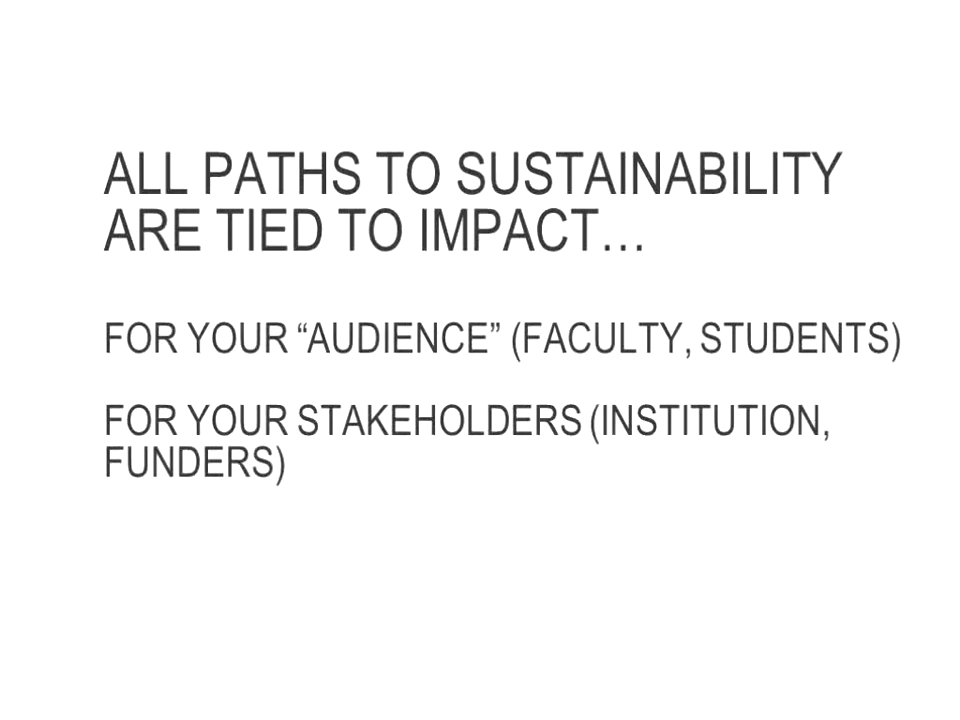 ALL PATHS TO SUSTAINABILITY
ARE TIED TO IMPACT…
FOR YOUR “AUDIENCE” (FACULTY, STUDENTS)
FOR YOUR STAKEHOLDERS (INSTITUTION,
FUNDERS)